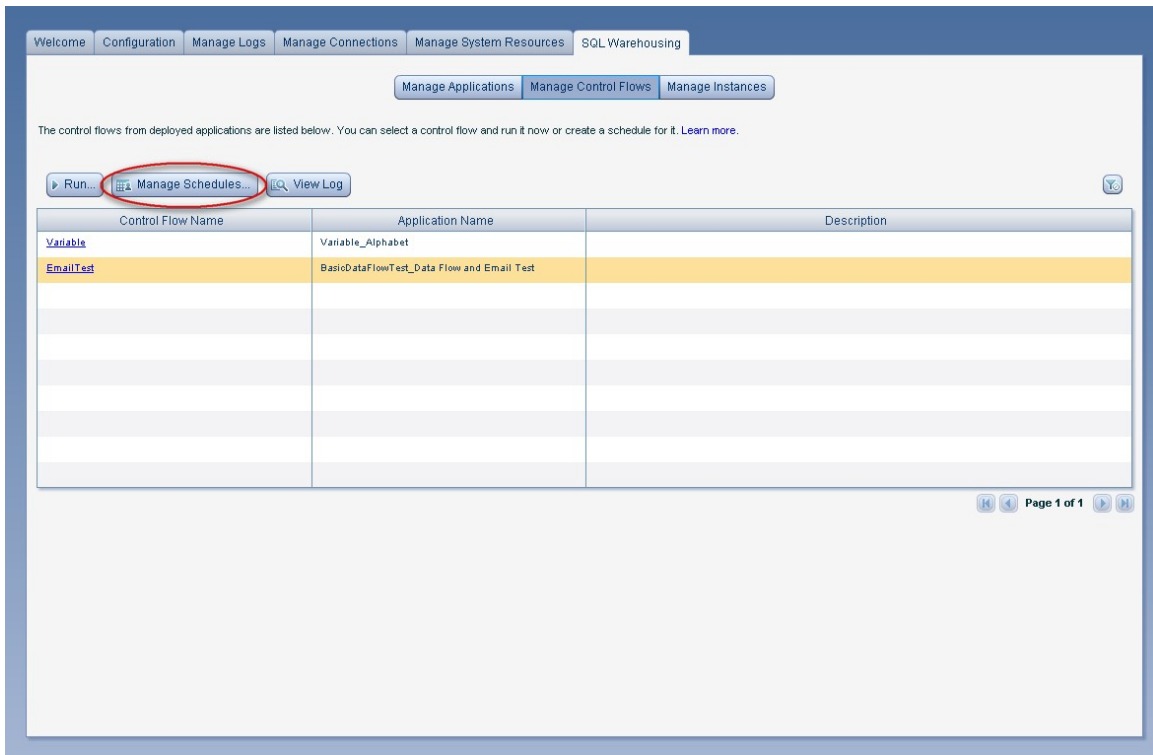 Welcome Configuration Manage Logs Manage Connections Manage System Resources SQL Warehousing
Manage Applications Manage Control Flows Manage Instances
The control flows from deployed applications are listed below. You can select a control flow and run it now or create a schedule for it. Learn more.
Run... Manage Schedules... View Log
Control Flow Name Application Name Description
Variable Variable_Alphabet
EmailTest BasicDataFlowTest_Data Flow and Email Test
Page 1 of 1